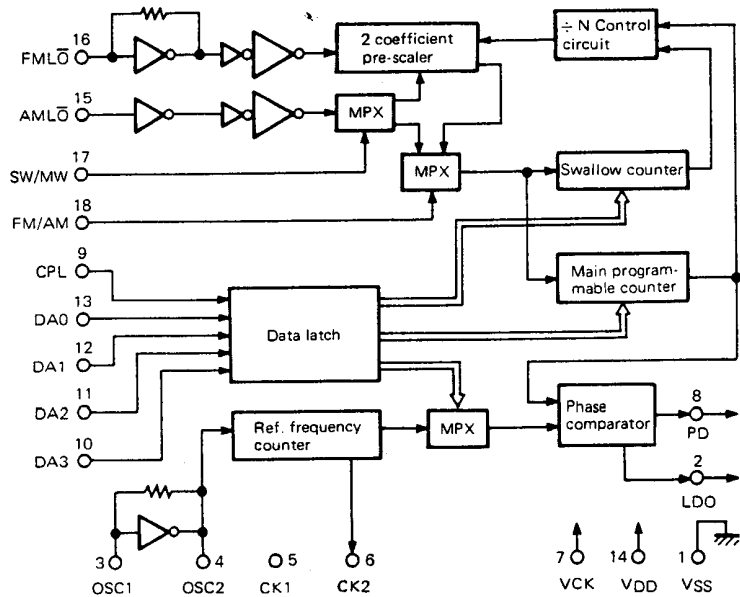 16
FMLO̅
2 coefficient
pre-scaler
÷ N Control
circuit
15
AMLO̅
MPX
17
SW/MW
MPX
Swallow counter
18
FM/AM
9
CPL
Main program-
mable counter
13
DA0
Data latch
12
DA1
11
DA2
Phase
comparator
8
PD
Ref. frequency
counter
MPX
10
DA3
2
LDO
3
OSC1
4
OSC2
5
CK1
6
CK2
7
VCK
14
VDD
1
VSS